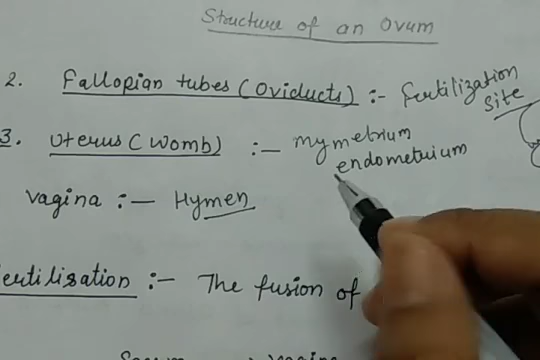 Structure of an Ovum
2. Fallopian tubes (Oviducts) :- Fertilization Site
3. Uterus (Womb) :- mymetrium
endometrium
Vagina :- Hymen
ertilization :- The fusion of